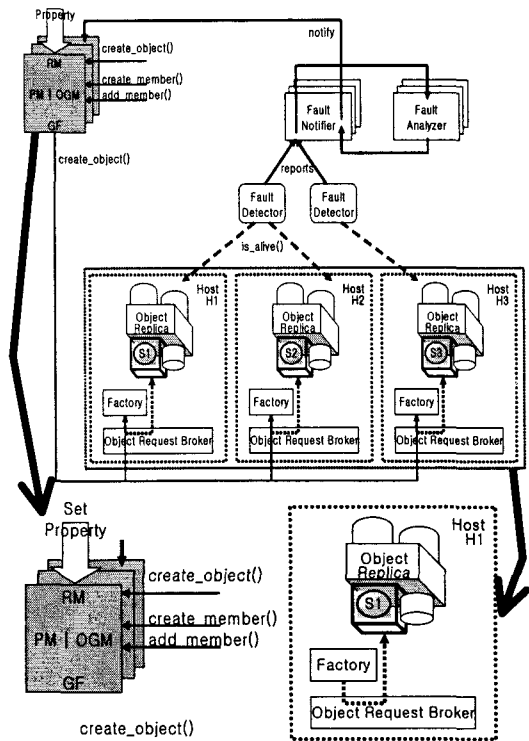 Property
notify
create_object()
RM
create_member()
PM | OGM
add_member()
GF
Fault
Notifier
Fault
Analyzer
create_object()
reports
Fault
Detector
Fault
Detector
is_alive()
Host
H1
Host
H2
Host
H3
Object
Replica
Object
Replica
Object
Replica
S1
S2
S3
Factory
Factory
Factory
Object Request Broker
Object Request Broker
Object Request Broker
Set
Property
create_object()
RM
create_member()
PM | OGM
add_member()
GF
create_object()
Host
H1
Object
Replica
S1
Factory
Object Request Broker